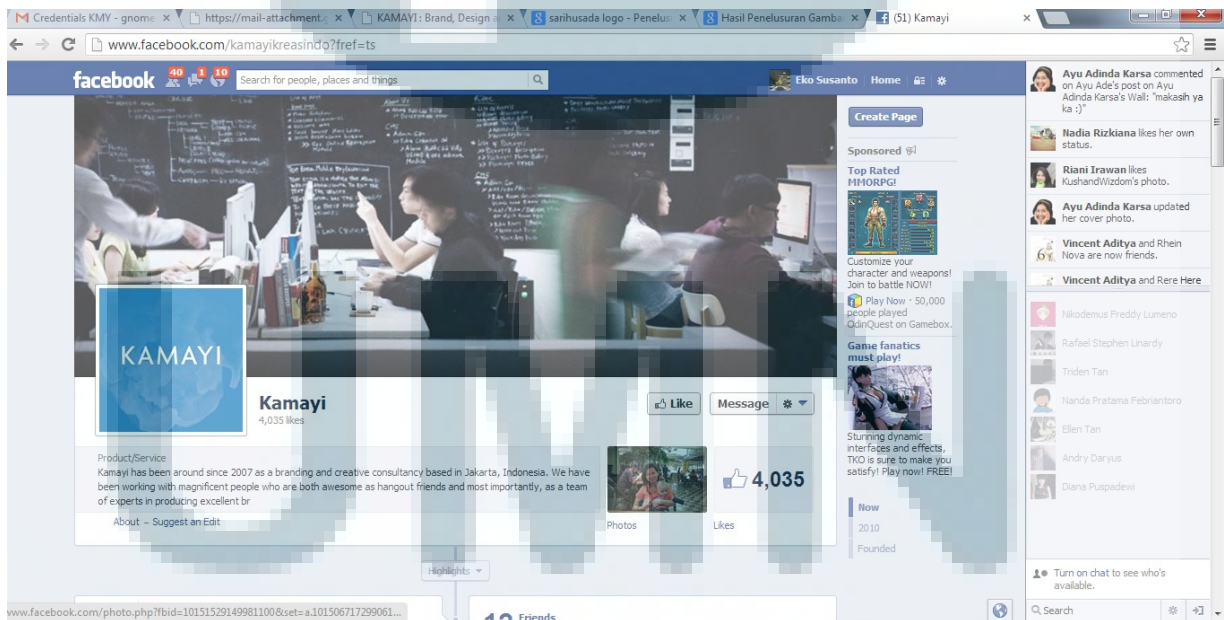 Credentials KMY - gnome
https://mail-attachment.g
KAMAYI: Brand, Design a
sarihusada logo - Penelus
Hasil Penelusuran Gamba
(51) Kamayi
www.facebook.com/kamayikreasindo?fref=ts
facebook
40
1
10
Search for people, places and things
Eko Susanto
Home
KAMAYI
Kamayi
4,035 likes
Like
Message
Product/Service
Kamayi has been around since 2007 as a branding and creative consultancy based in Jakarta, Indonesia. We have
been working with magnificent people who are both awesome as hangout friends and most importantly, as a team
of experts in producing excellent br
About – Suggest an Edit
4,035
Photos
Likes
Highlights
Friends
Create Page
Sponsored
Top Rated
MMORPG!
Customize your
character and weapons!
Join to battle NOW!
Play Now · 50,000
people played
OdinQuest on Gamebox.
Game fanatics
must play!
Stunning dynamic
interfaces and effects,
TKO is sure to make you
satisfy! Play now! FREE!
Now
2010
Founded
Ayu Adinda Karsa commented
on Ayu Ade's post on Ayu
Adinda Karsa's Wall: "makasih ya
ka :)"
Nadia Rizkiana likes her own
status.
Riani Irawan likes
KushandWizdom's photo.
Ayu Adinda Karsa updated
her cover photo.
Vincent Aditya and Rhein
Nova are now friends.
Vincent Aditya and Rere Here
Nikodemus Freddy Lumeno
Rafael Stephen Linardy
Triden Tan
Nanda Pratama Febriantoro
Ellen Tan
Andry Daryus
Diana Puspadewi
Turn on chat to see who's
available.
Search
www.facebook.com/photo.php?fbid=10151529149981100&set=a.101506717299061...
UMN